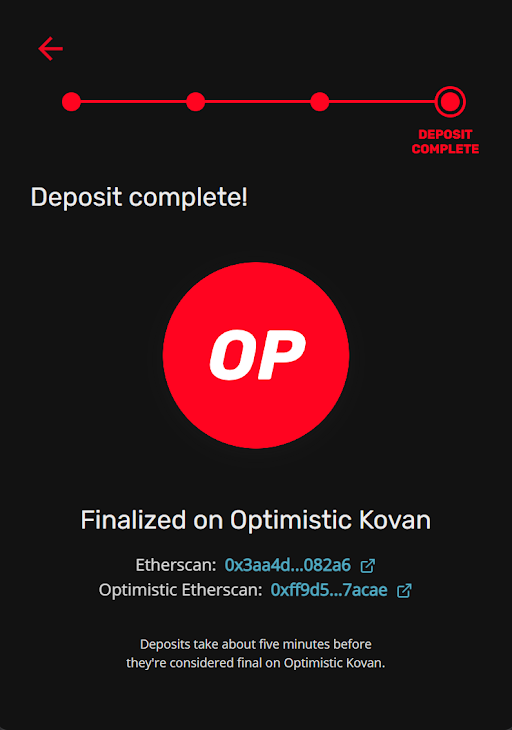 DEPOSIT
COMPLETE
Deposit complete!
OP
Finalized on Optimistic Kovan
Etherscan: 0x3aa4d...082a6
Optimistic Etherscan: 0xff9d5...7acae
Deposits take about five minutes before
they're considered final on Optimistic Kovan.